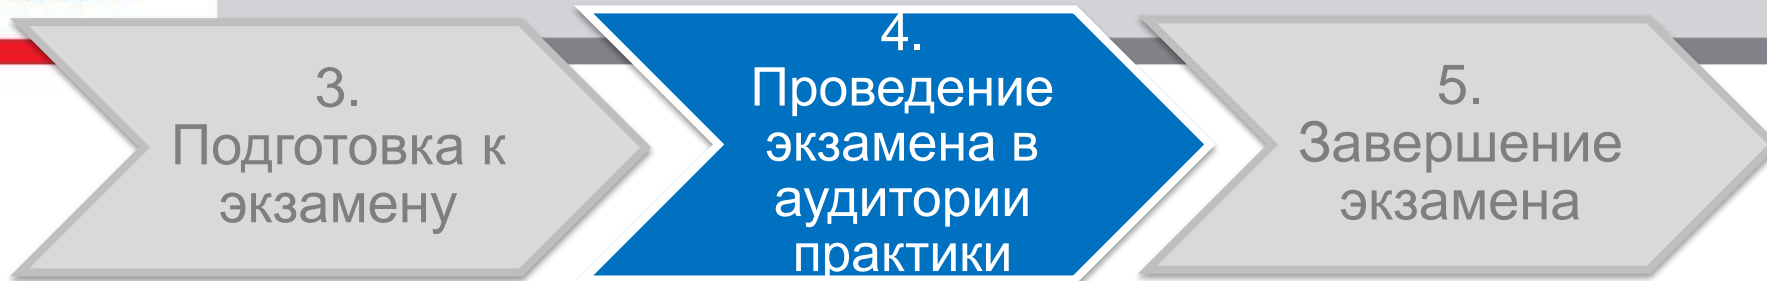 3.
Подготовка к
экзамену
4.
Проведение
экзамена в
аудитории
практики
5.
Завершение
экзамена